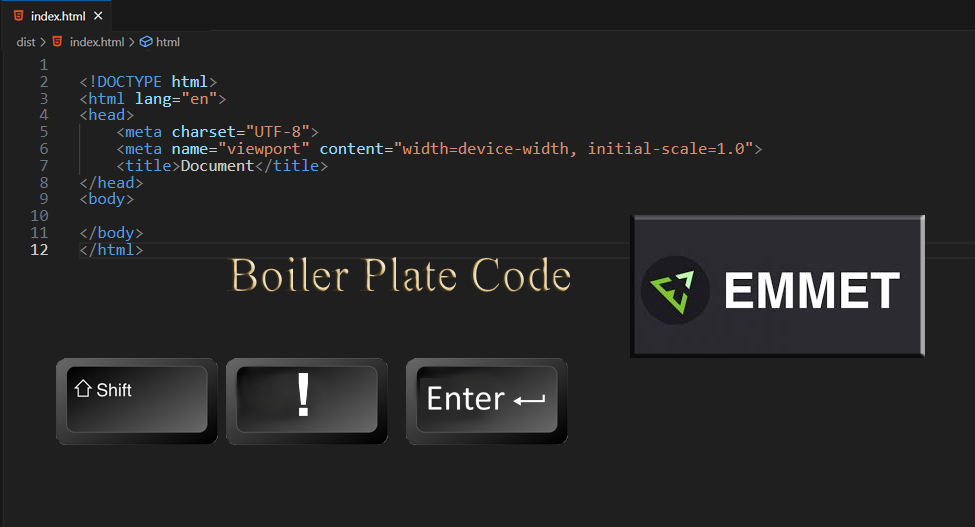 index.html ×
dist > index.html > html
1
2 <!DOCTYPE html>
3 <html lang="en">
4 <head>
5     <meta charset="UTF-8">
6     <meta name="viewport" content="width=device-width, initial-scale=1.0">
7     <title>Document</title>
8 </head>
9 <body>
10
11 </body>
12 </html>
Boiler Plate Code
EMMET
⇧ Shift
!
Enter ↵